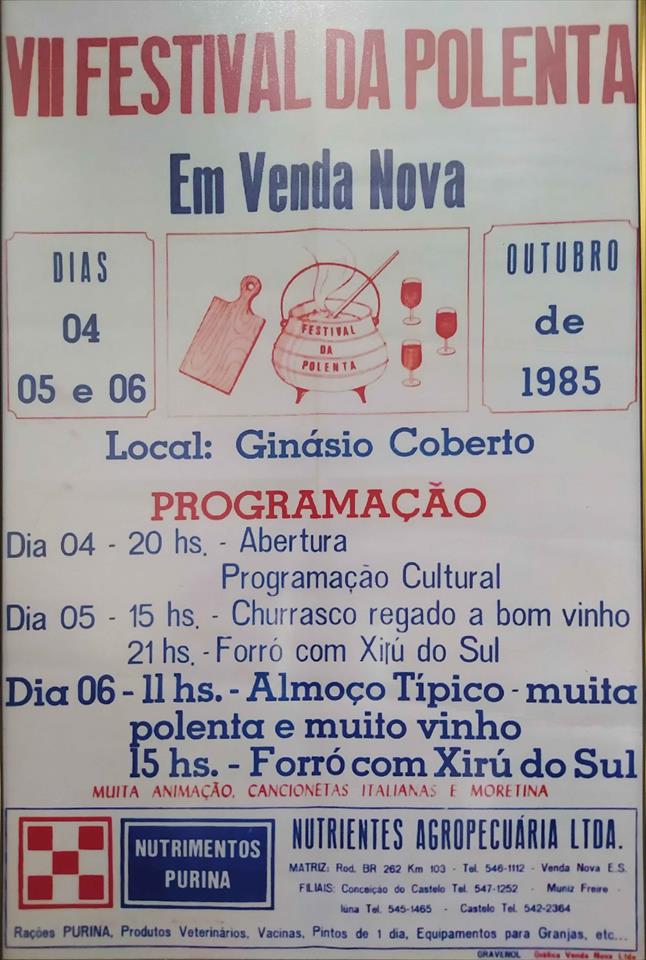 VII FESTIVAL DA POLENTA
Em Venda Nova
DIAS
04
05 e 06
FESTIVAL
DA
POLENTA
OUTUBRO
de
1985
Local: Ginásio Coberto
PROGRAMAÇÃO
Dia 04 - 20 hs. - Abertura
Programação Cultural
Dia 05 - 15 hs. - Churrasco regado a bom vinho
21 hs. - Forró com Xirú do Sul
Dia 06 - 11 hs. - Almoço Típico - muita
polenta e muito vinho
15 hs. - Forró com Xirú do Sul
MUITA ANIMAÇÃO, CANCIONETAS ITALIANAS E MORETINA
NUTRIMENTOS
PURINA
NUTRIENTES AGROPECUÁRIA LTDA.
MATRIZ: Rod. BR 262 Km 103 - Tel. 546-1112 - Venda Nova E.S.
FILIAIS: Conceição do Castelo Tel. 547-1252 - Muniz Freire -
Iúna Tel. 545-1465 - Castelo Tel. 542-2364
Rações PURINA, Produtos Veterinários, Vacinas, Pintos de 1 dia, Equipamentos para Granjas, etc...
GRAVENOL Gráfica Venda Nova Ltda